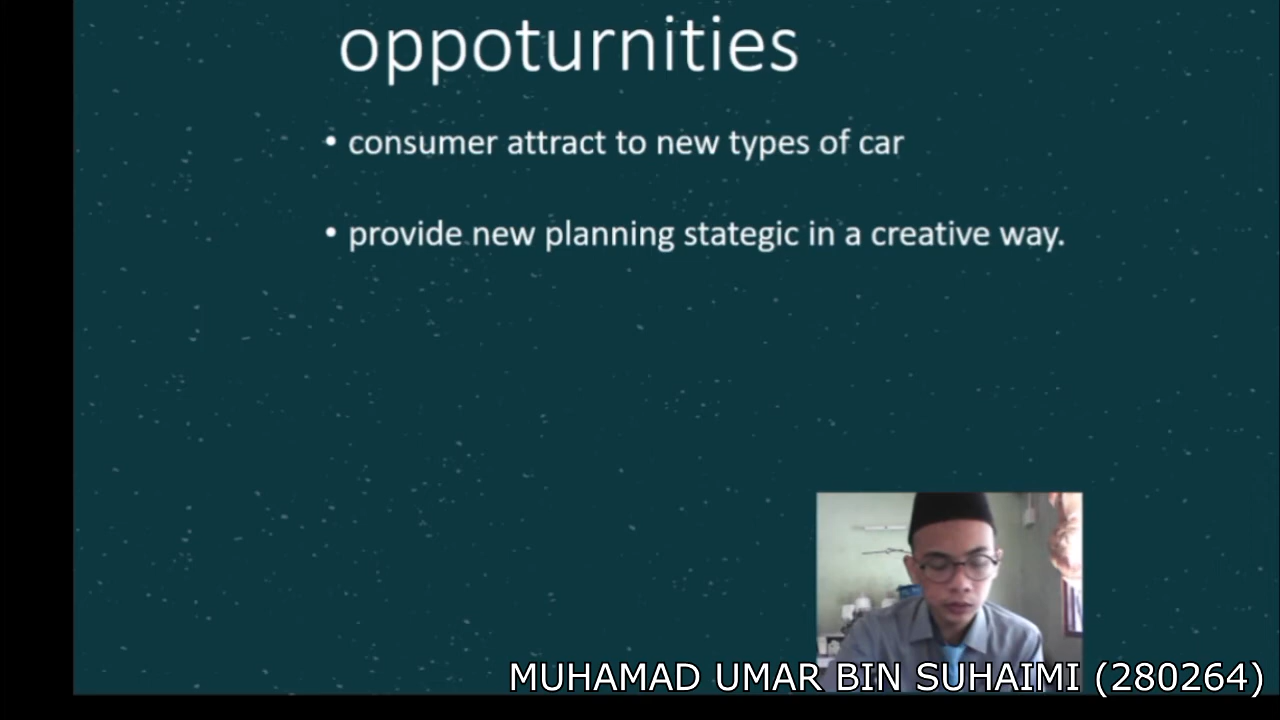 oppoturnities
• consumer attract to new types of car
• provide new planning stategic in a creative way.
MUHAMAD UMAR BIN SUHAIMI (280264)